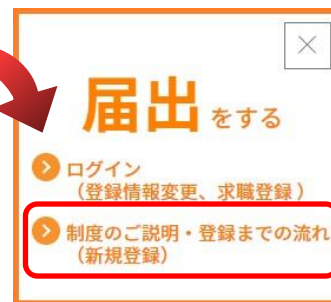 届出をする
ログイン
（登録情報変更、求職登録）
制度のご説明・登録までの流れ
（新規登録）